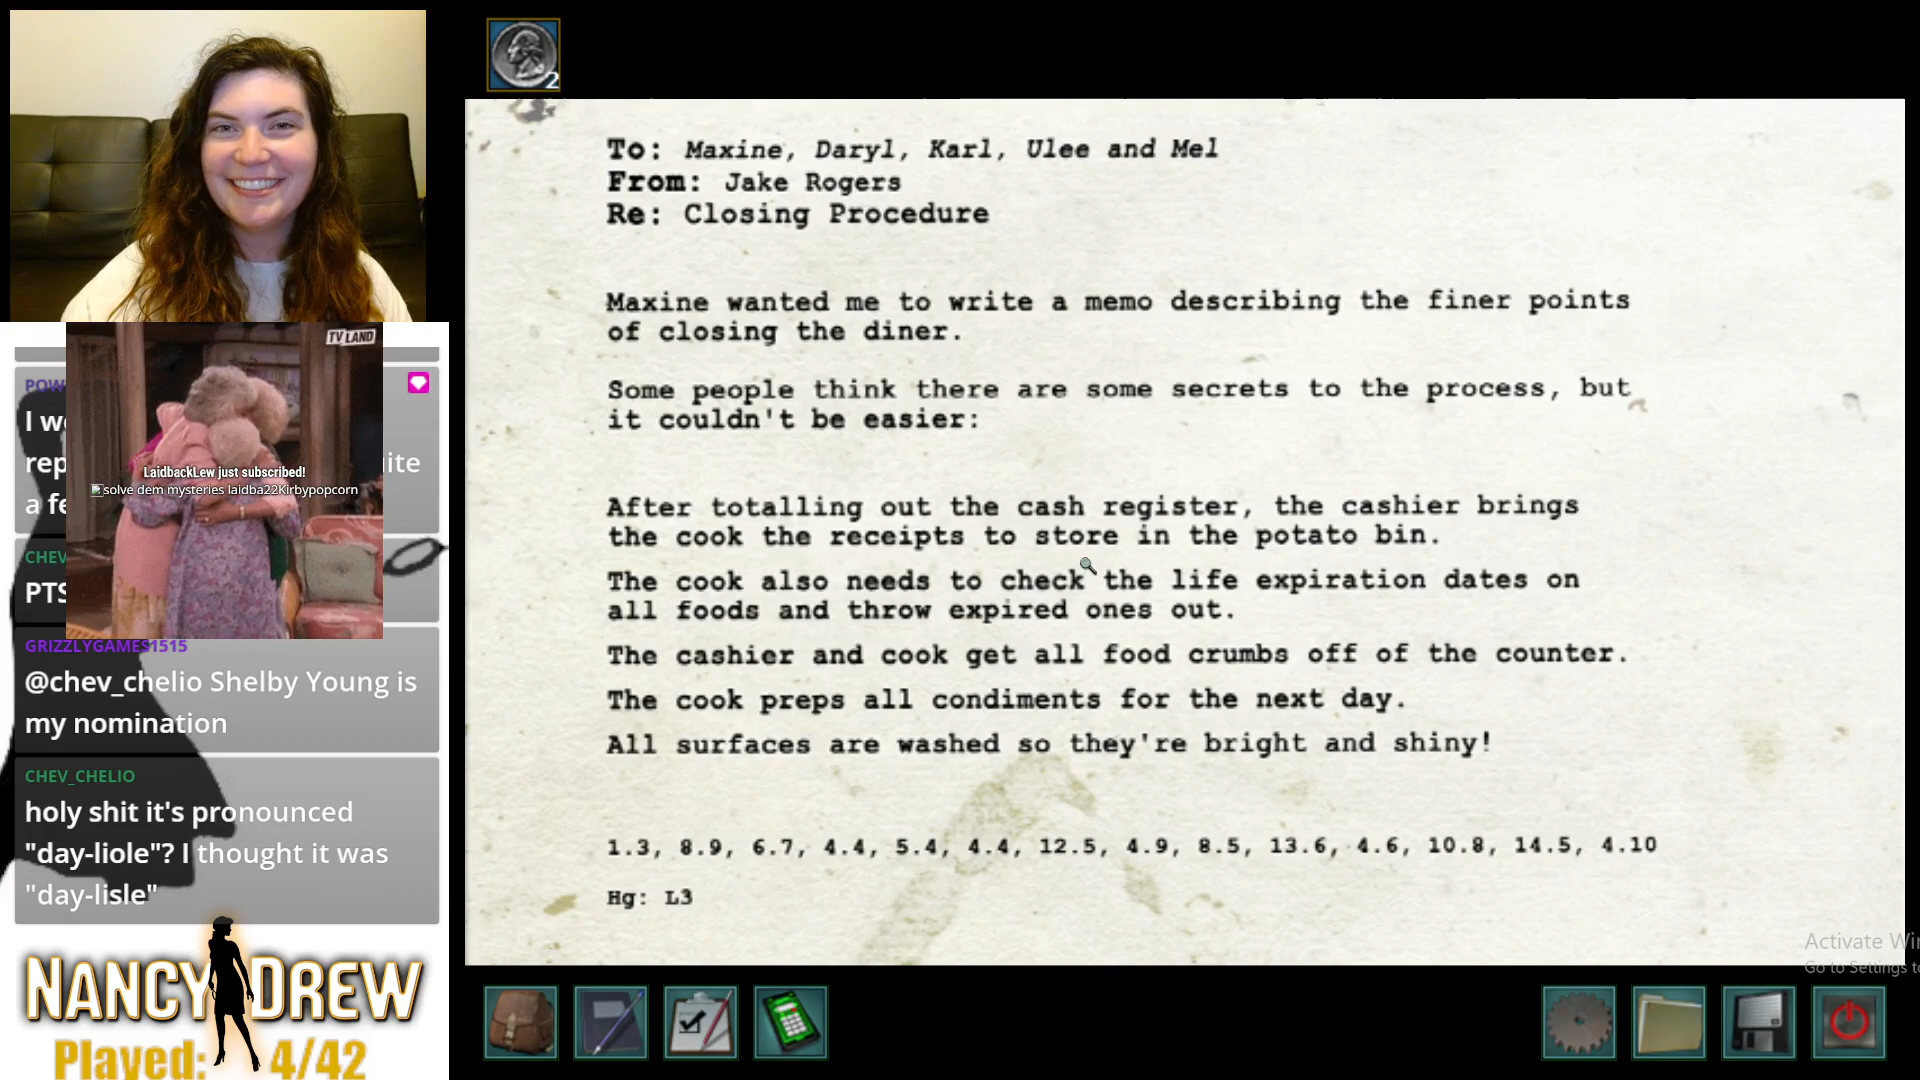 2
To: Maxine, Daryl, Karl, Ulee and Mel
From: Jake Rogers
Re: Closing Procedure
Maxine wanted me to write a memo describing the finer points
of closing the diner.
Some people think there are some secrets to the process, but
it couldn't be easier:
After totalling out the cash register, the cashier brings
the cook the receipts to store in the potato bin.
The cook also needs to check the life expiration dates on
all foods and throw expired ones out.
The cashier and cook get all food crumbs off of the counter.
The cook preps all condiments for the next day.
All surfaces are washed so they're bright and shiny!
1.3, 8.9, 6.7, 4.4, 5.4, 4.4, 12.5, 4.9, 8.5, 13.6, 4.6, 10.8, 14.5, 4.10
Hg: L3
TV LAND
LaidbackLew just subscribed!
solve dem mysteries laidba22Kirbypopcorn
I
a
CHEV
PTS
GRIZZLYGAMES1515
@chev_chelio Shelby Young is
my nomination
CHEV_CHELIO
holy shit it's pronounced
"day-liole"? I thought it was
"day-lisle"
NANCY DREW
Played: 4/42
Activate Win
Go to Settings to